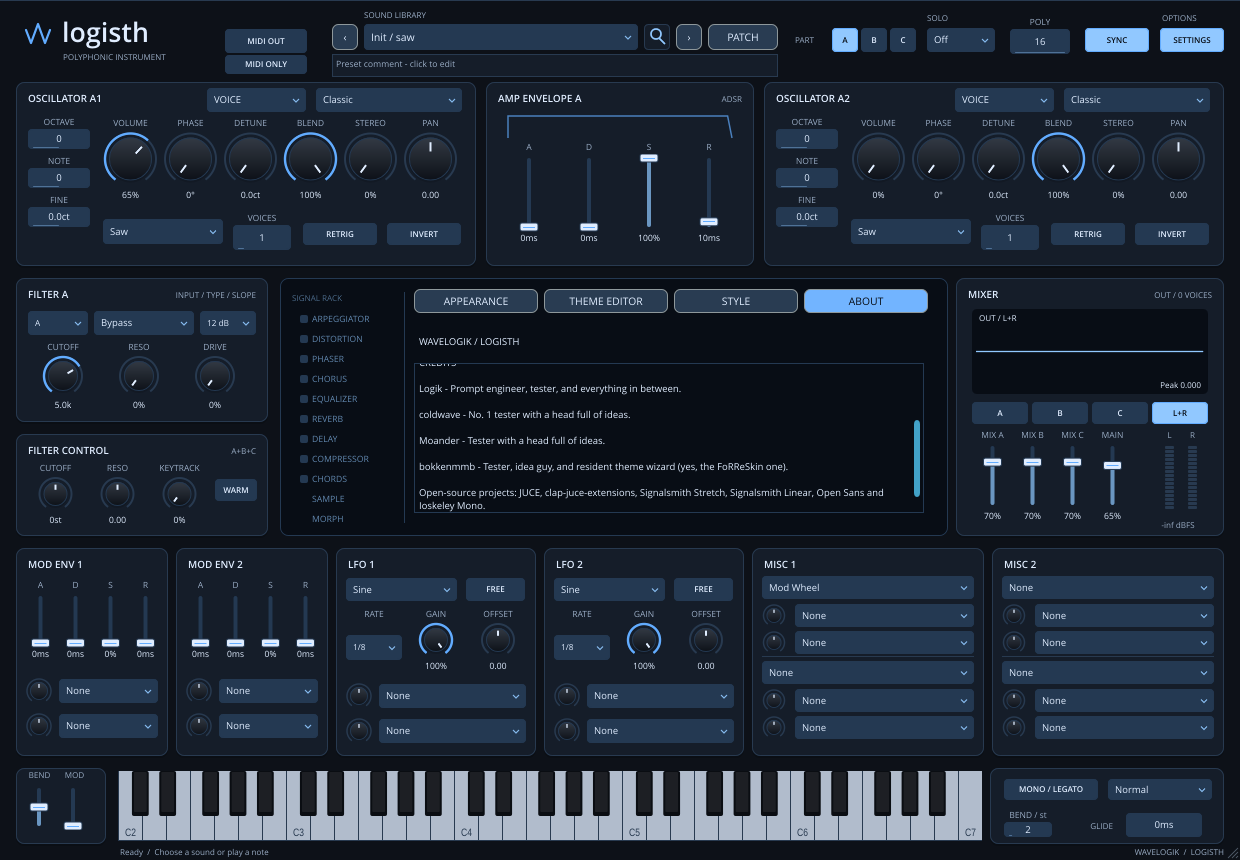 logisth
POLYPHONIC INSTRUMENT
MIDI OUT
MIDI ONLY
SOUND LIBRARY
‹
Init / saw
›
PATCH
Preset comment - click to edit
PART
A
B
C
SOLO
Off
POLY
16
SYNC
OPTIONS
SETTINGS
OSCILLATOR A1
VOICE
Classic
OCTAVE
0
NOTE
0
FINE
0.0ct
VOLUME PHASE DETUNE BLEND STEREO PAN
65% 0° 0.0ct 100% 0% 0.00
Saw
VOICES
1
RETRIG
INVERT
AMP ENVELOPE A
ADSR
A D S R
0ms 0ms 100% 10ms
OSCILLATOR A2
VOICE
Classic
OCTAVE
0
NOTE
0
FINE
0.0ct
VOLUME PHASE DETUNE BLEND STEREO PAN
0% 0° 0.0ct 100% 0% 0.00
Saw
VOICES
1
RETRIG
INVERT
FILTER A
INPUT / TYPE / SLOPE
A
Bypass
12 dB
CUTOFF RESO DRIVE
5.0k 0% 0%
FILTER CONTROL
A+B+C
CUTOFF RESO KEYTRACK
WARM
0st 0.00 0%
SIGNAL RACK
ARPEGGIATOR
DISTORTION
PHASER
CHORUS
EQUALIZER
REVERB
DELAY
COMPRESSOR
CHORDS
SAMPLE
MORPH
APPEARANCE
THEME EDITOR
STYLE
ABOUT
WAVELOGIK / LOGISTH
CREDITS
Logik - Prompt engineer, tester, and everything in between.
coldwave - No. 1 tester with a head full of ideas.
Moander - Tester with a head full of ideas.
bokkenmmb - Tester, idea guy, and resident theme wizard (yes, the FoRReSkin one).
Open-source projects: JUCE, clap-juce-extensions, Signalsmith Stretch, Signalsmith Linear, Open Sans and
Ioskeley Mono.
MIXER
OUT / 0 VOICES
OUT / L+R
Peak 0.000
A
B
C
L+R
MIX A MIX B MIX C MAIN L R
70% 70% 70% 65%
-inf dBFS
MOD ENV 1
A D S R
0ms 0ms 0% 0ms
None
None
MOD ENV 2
A D S R
0ms 0ms 0% 0ms
None
None
LFO 1
Sine
FREE
RATE GAIN OFFSET
1/8
100% 0.00
None
None
LFO 2
Sine
FREE
RATE GAIN OFFSET
1/8
100% 0.00
None
None
MISC 1
Mod Wheel
None
None
None
None
None
MISC 2
None
None
None
None
None
None
BEND MOD
C2 C3 C4 C5 C6 C7
MONO / LEGATO
Normal
BEND / st
2
GLIDE
0ms
Ready / Choose a sound or play a note
WAVELOGIK / LOGISTH